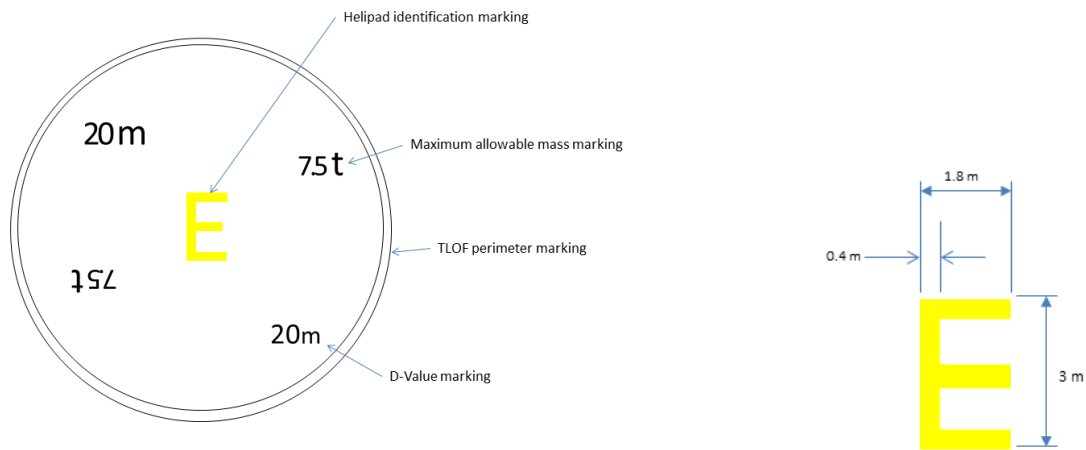 Helipad identification marking
20m
7.5t
Maximum allowable mass marking
E
TLOF perimeter marking
7.5t
20m
D-Value marking
1.8 m
0.4 m
E
3 m